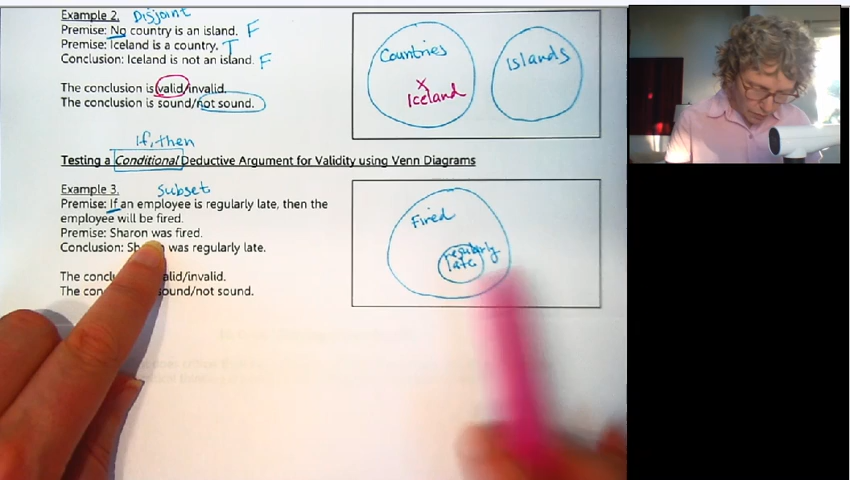 Example 2. Disjoint
Premise: No country is an island. F
Premise: Iceland is a country. T
Conclusion: Iceland is not an island. F
The conclusion is valid/invalid.
The conclusion is sound/not sound.
Countries
X
Iceland
Islands
If, then
Testing a Conditional Deductive Argument for Validity using Venn Diagrams
Example 3. Subset
Premise: If an employee is regularly late, then the
employee will be fired.
Premise: Sharon was fired.
Conclusion: was regularly late.
The /invalid.
The sound/not sound.
Fired
regularly
late